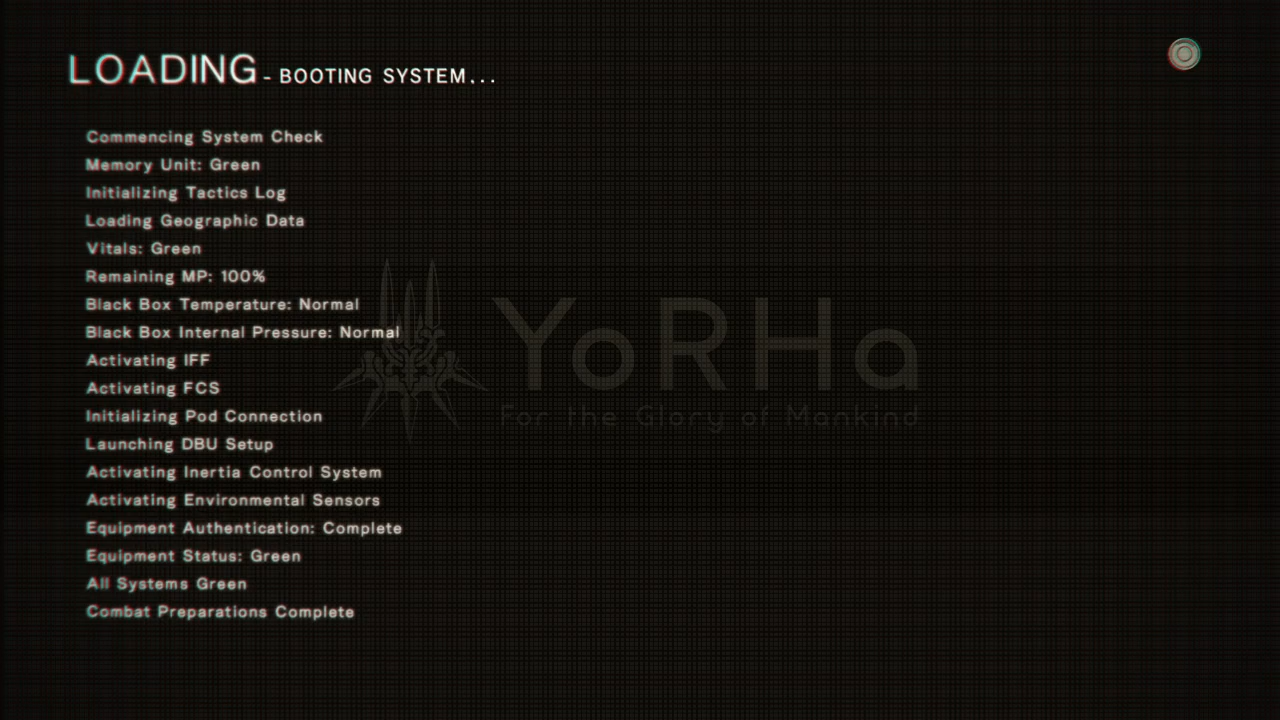 LOADING - BOOTING SYSTEM...
Commencing System Check
Memory Unit: Green
Initializing Tactics Log
Loading Geographic Data
Vitals: Green
Remaining MP: 100%
Black Box Temperature: Normal
Black Box Internal Pressure: Normal
Activating IFF
Activating FCS
Initializing Pod Connection
Launching DBU Setup
Activating Inertia Control System
Activating Environmental Sensors
Equipment Authentication: Complete
Equipment Status: Green
All Systems Green
Combat Preparations Complete
YoRHa
For the Glory of Mankind